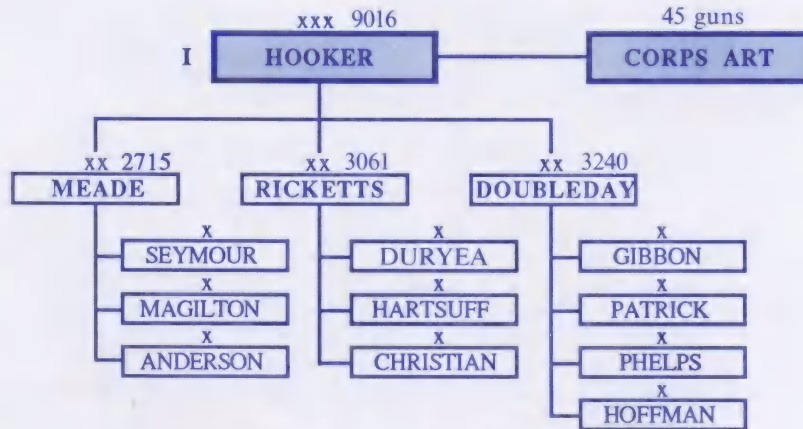 xxx 9016
45 guns
I HOOKER
CORPS ART
xx 2715
xx 3061
xx 3240
MEADE
RICKETTS
DOUBLEDAY
x
SEYMOUR
x
MAGILTON
x
ANDERSON
x
DURYEA
x
HARTSUFF
x
CHRISTIAN
x
GIBBON
x
PATRICK
x
PHELPS
x
HOFFMAN